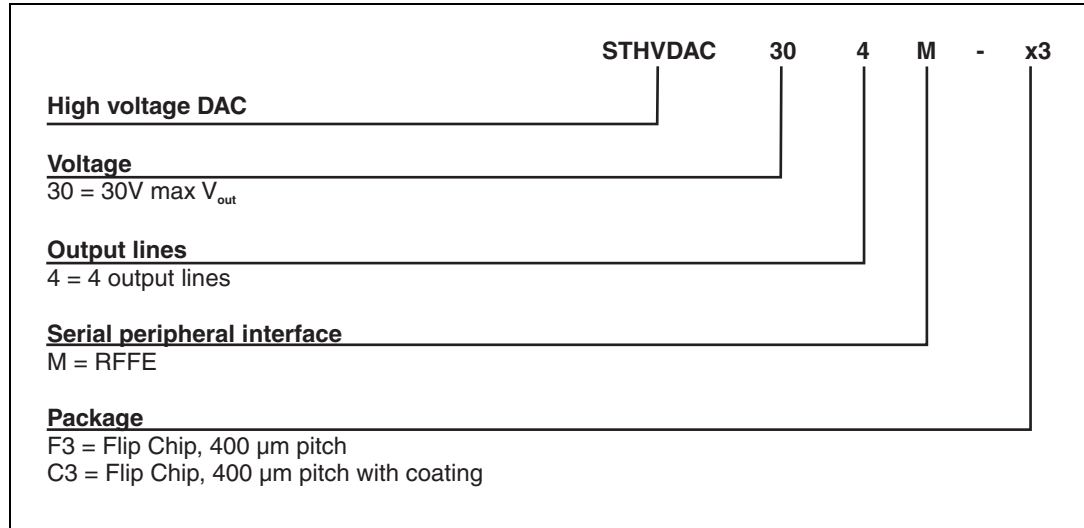 STHVDAC 30 4 M - x3
High voltage DAC
Voltage
30 = 30V max Vout
Output lines
4 = 4 output lines
Serial peripheral interface
M = RFFE
Package
F3 = Flip Chip, 400 µm pitch
C3 = Flip Chip, 400 µm pitch with coating